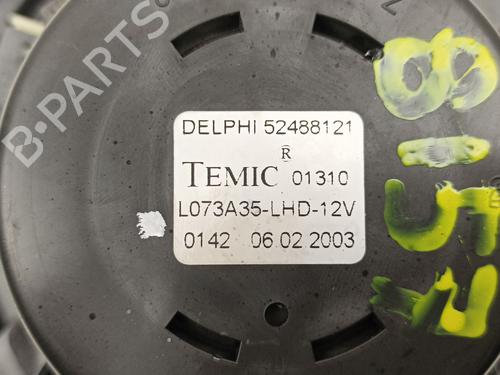 DELPHI 52488121
TEMIC ® 01310
L073A35-LHD-12V
0142 06.02 2003
B-PARTS